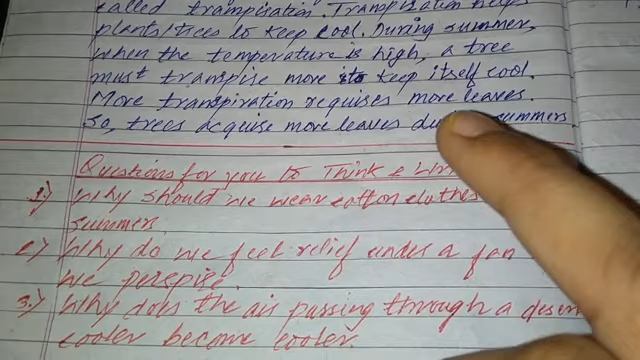 called transpiration. Transpiration helps
plants/trees to keep cool. During summer,
when the temperature is high, a tree
must transpire more to keep itself cool.
More transpiration requires more leaves.
So, trees acquire more leaves summers.
Questions for you to Think &
1) Why should we wear cotton clothes
summers
2) Why do we feel relief under a fan
we perspire.
3) Why does the air passing through a desert
cooler become cooler.